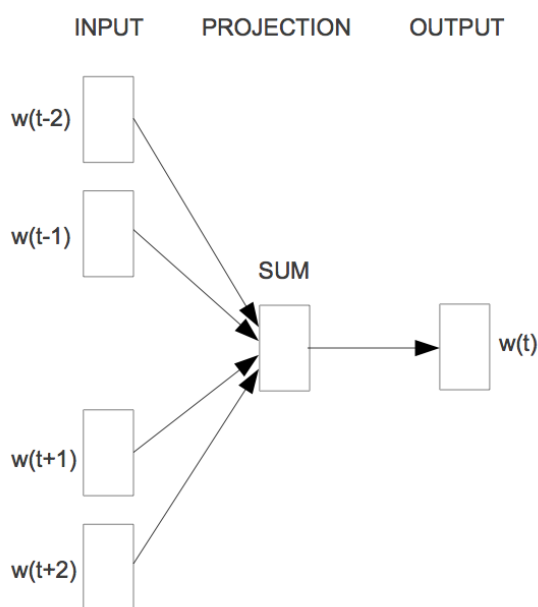 INPUT PROJECTION OUTPUT
w(t-2)
w(t-1)
SUM
w(t)
w(t+1)
w(t+2)